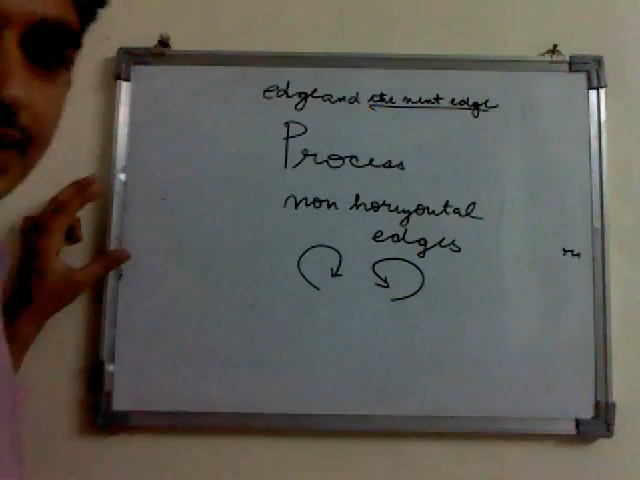 edge and the next edge
Process
non horizontal
edges